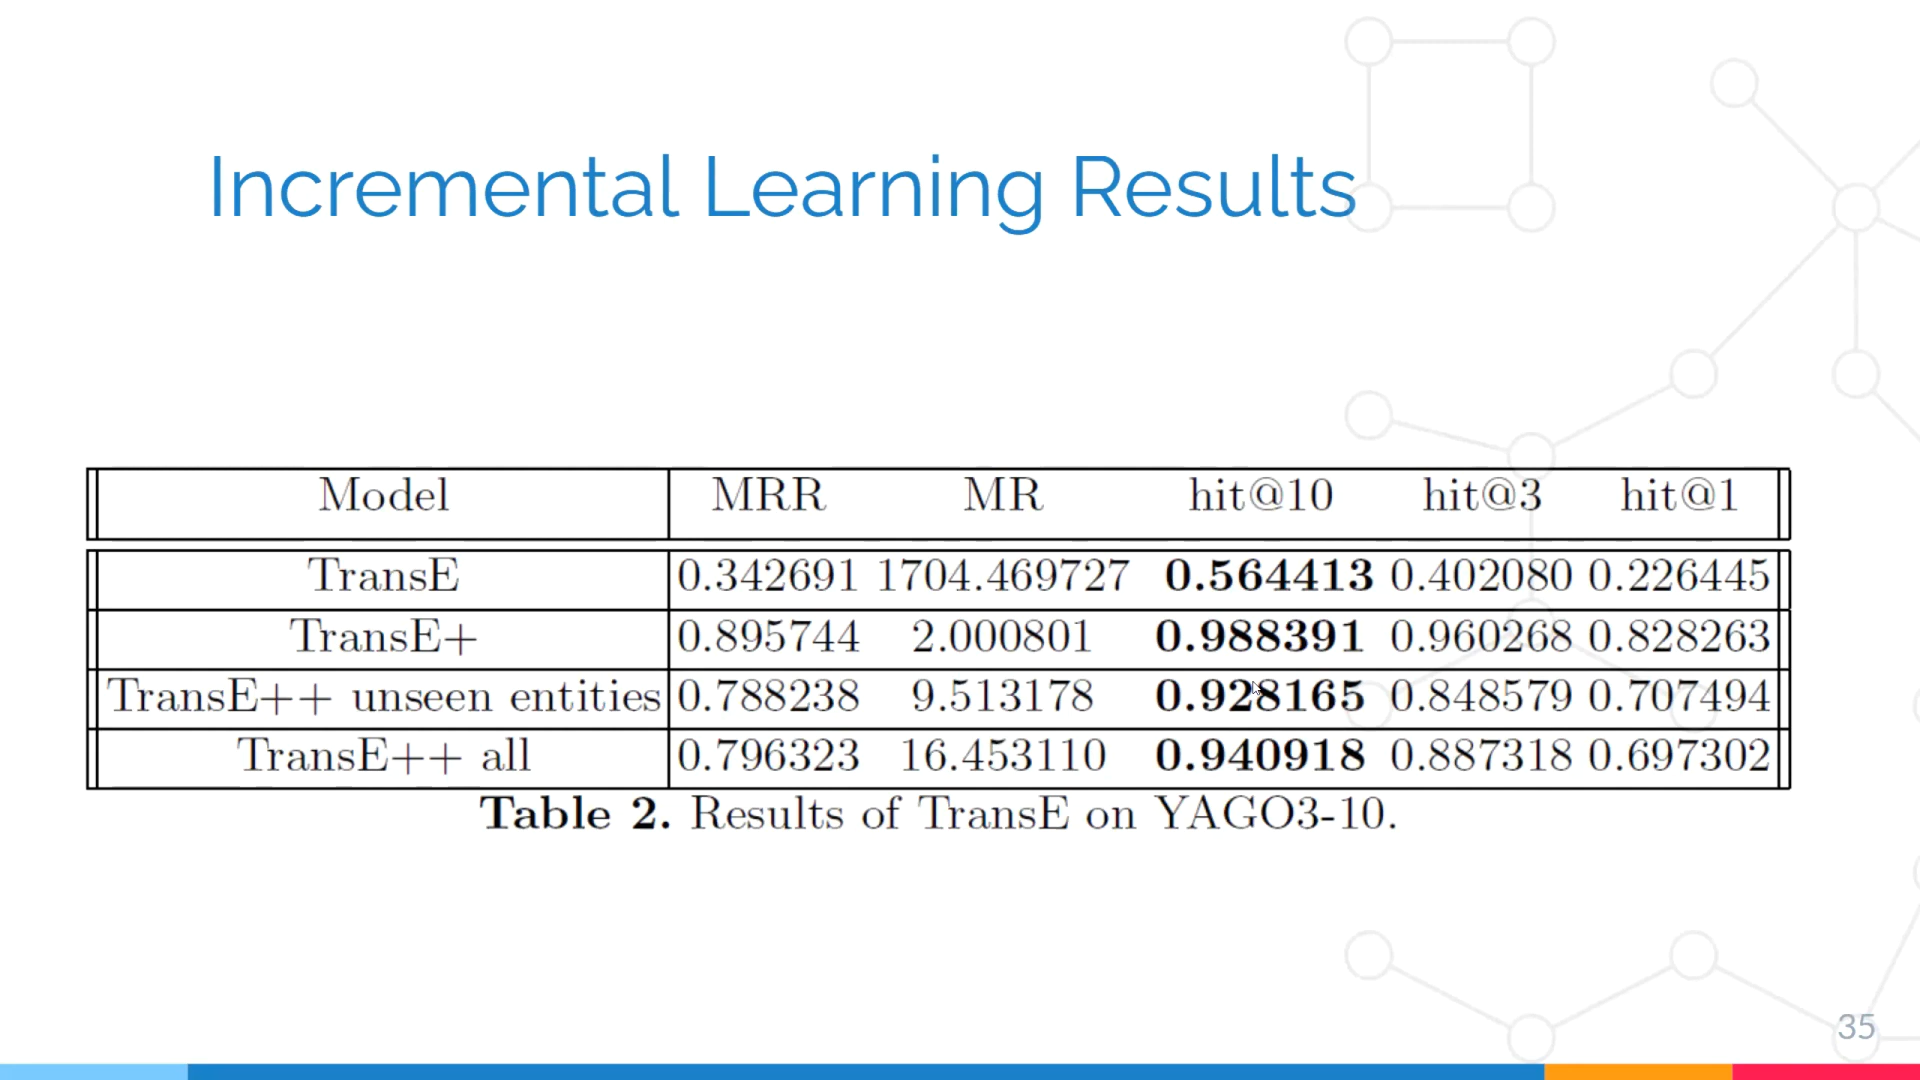 Incremental Learning Results
Model MRR MR hit@10 hit@3 hit@1
TransE 0.342691 1704.469727 0.564413 0.402080 0.226445
TransE+ 0.895744 2.000801 0.988391 0.960268 0.828263
TransE++ unseen entities 0.788238 9.513178 0.928165 0.848579 0.707494
TransE++ all 0.796323 16.453110 0.940918 0.887318 0.697302
Table 2. Results of TransE on YAGO3-10.
35